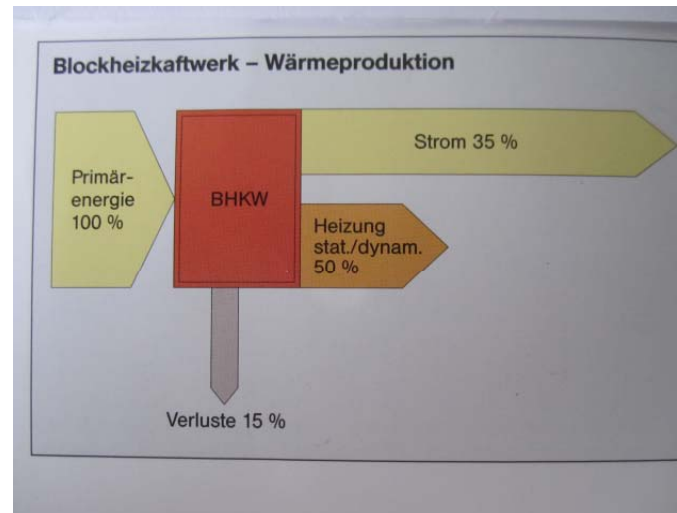 Blockheizkaftwerk – Wärmeproduktion
Strom 35 %
Primär-
energie
100 %
BHKW
Heizung
stat./dynam.
50 %
Verluste 15 %